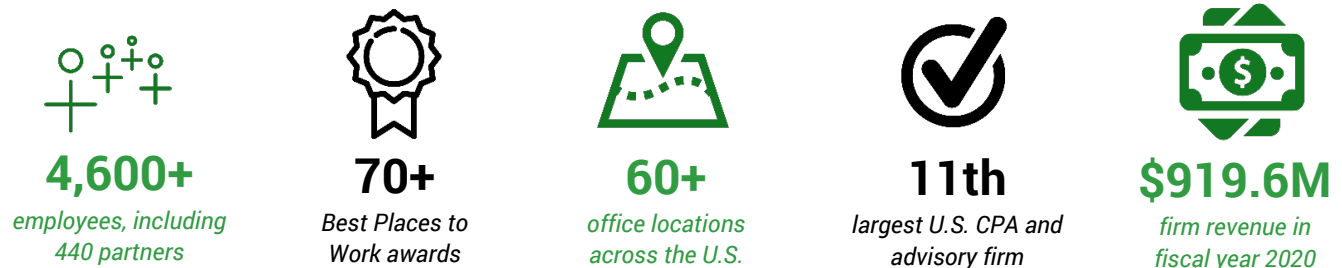 4,600+
employees, including
440 partners
70+
Best Places to
Work awards
60+
office locations
across the U.S.
11th
largest U.S. CPA and
advisory firm
$
$919.6M
firm revenue in
fiscal year 2020